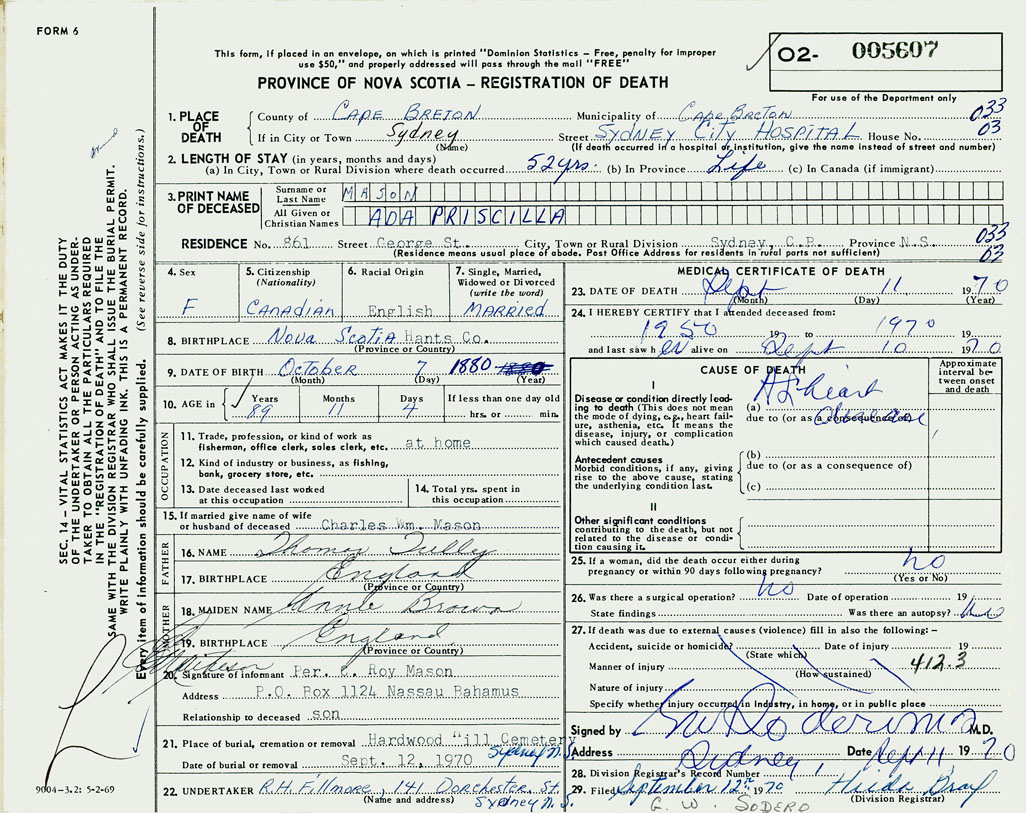 FORM 6
This form, if placed in an envelope, on which is printed "Dominion Statistics – Free, penalty for improper
use $50," and properly addressed will pass through the mail "FREE"
PROVINCE OF NOVA SCOTIA – REGISTRATION OF DEATH
O2- 005607
For use of the Department only
1. PLACE OF DEATH County of CAPE BRETON Municipality of CAPE BRETON 033
If in City or Town Sydney (Name) Street SYDNEY CITY HOSPITAL House No. 03
(If death occurred in a hospital or institution, give the name instead of street and number)
2. LENGTH OF STAY (in years, months and days)
(a) In City, Town or Rural Division where death occurred 52 yrs. (b) In Province Life (c) In Canada (if immigrant)
3. PRINT NAME OF DECEASED Surname or Last Name MASON
All Given or Christian Names ADA PRISCILLA
RESIDENCE No. 861 Street George St. City, Town or Rural Division Sydney, C.B. Province N.S. 033
(Residence means usual place of abode. Post Office Address for residents in rural parts not sufficient) 03
4. Sex F
5. Citizenship (Nationality) CANADIAN
6. Racial Origin English
7. Single, Married, Widowed or Divorced (write the word) MARRIED
8. BIRTHPLACE Nova Scotia Hants Co.
(Province or Country)
9. DATE OF BIRTH October 7 1880
(Month) (Day) (Year)
10. AGE in Years 89 Months 11 Days 4 If less than one day old hrs. or min.
OCCUPATION
11. Trade, profession, or kind of work as fisherman, office clerk, sales clerk, etc. at home
12. Kind of industry or business, as fishing, bank, grocery store, etc.
13. Date deceased last worked at this occupation
14. Total yrs. spent in this occupation
15. If married give name of wife or husband of deceased Charles Wm. Mason
FATHER
16. NAME Thomas Tulley
17. BIRTHPLACE England
(Province or Country)
MOTHER
18. MAIDEN NAME Annie Brown
19. BIRTHPLACE England
(Province or Country)
20. Signature of informant Per. C. Roy Mason
Address P.O. Box 1124 Nassau Bahamus
Relationship to deceased son
21. Place of burial, cremation or removal Hardwood "ill Cemetery
Sydney N.S.
Date of burial or removal Sept. 12, 1970
22. UNDERTAKER R.H. Fillmore, 141 Dorchester St.
(Name and address) Sydney N.S.
MEDICAL CERTIFICATE OF DEATH
23. DATE OF DEATH Sept 11 1970
(Month) (Day) (Year)
24. I HEREBY CERTIFY that I attended deceased from:
1950 19 to 1970 19
and last saw her alive on Sept 10 1970
CAUSE OF DEATH
Approximate interval between onset and death
I
Disease or condition directly leading to death (This does not mean the mode of dying, e.g., heart failure, asthenia, etc. It means the disease, injury, or complication which caused death.)
(a) AS heart
due to (or as a consequence of) disease
Antecedent causes
Morbid conditions, if any, giving rise to the above cause, stating the underlying condition last.
(b)
due to (or as a consequence of)
(c)
II
Other significant conditions
contributing to the death, but not related to the disease or condition causing it.
25. If a woman, did the death occur either during pregnancy or within 90 days following pregnancy? no
(Yes or No)
26. Was there a surgical operation? no Date of operation 19
State findings Was there an autopsy? no
27. If death was due to external causes (violence) fill in also the following: –
Accident, suicide or homicide? Date of injury 19
(State which)
Manner of injury 412.3
(How sustained)
Nature of injury
Specify whether injury occurred in industry, in home, or in public place
Signed by GW Sodero M.D.
Address Sydney, Date Sept 11 1970
28. Division Registrar's Record Number
29. Filed September 12th 1970 Hilda Bray
(Division Registrar)
G. W. SODERO
SEC. 14 – VITAL STATISTICS ACT MAKES IT THE DUTY
OF THE UNDERTAKER OR PERSON ACTING AS UNDER-
TAKER TO OBTAIN ALL THE PARTICULARS REQUIRED
IN THE "REGISTRATION OF DEATH" AND TO FILE THE
SAME WITH THE DIVISION REGISTRAR WHO SHALL ISSUE THE BURIAL PERMIT.
WRITE PLAINLY WITH UNFADING INK. THIS IS A PERMANENT RECORD.
Every item of information should be carefully supplied. (See reverse side for instructions.)
9004-3.2: 5-2-69